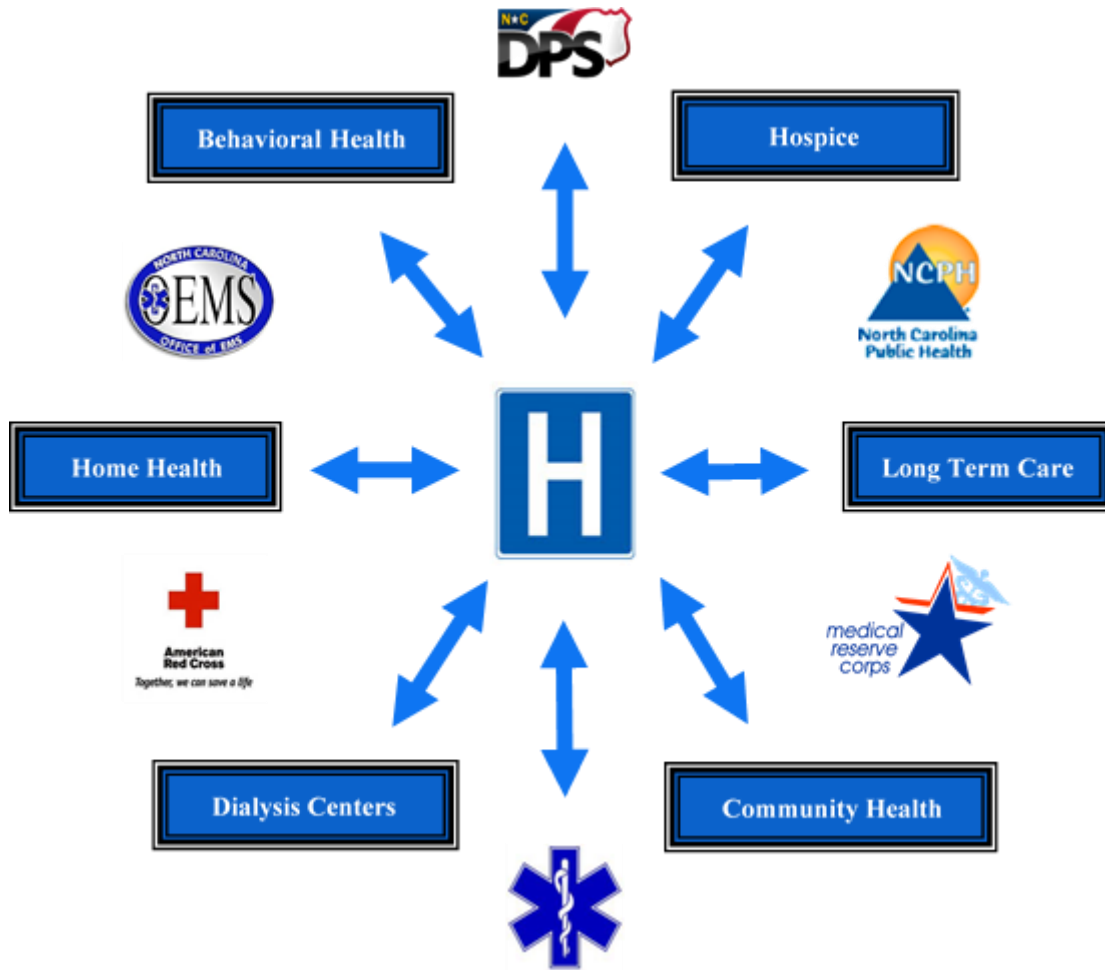 N★C
DPS
Behavioral Health
Hospice
NORTH CAROLINA
OEMS
OFFICE of EMS
NCPH
North Carolina
Public Health
H
Home Health
Long Term Care
American
Red Cross
Together, we can save a life
medical
reserve
corps
Dialysis Centers
Community Health